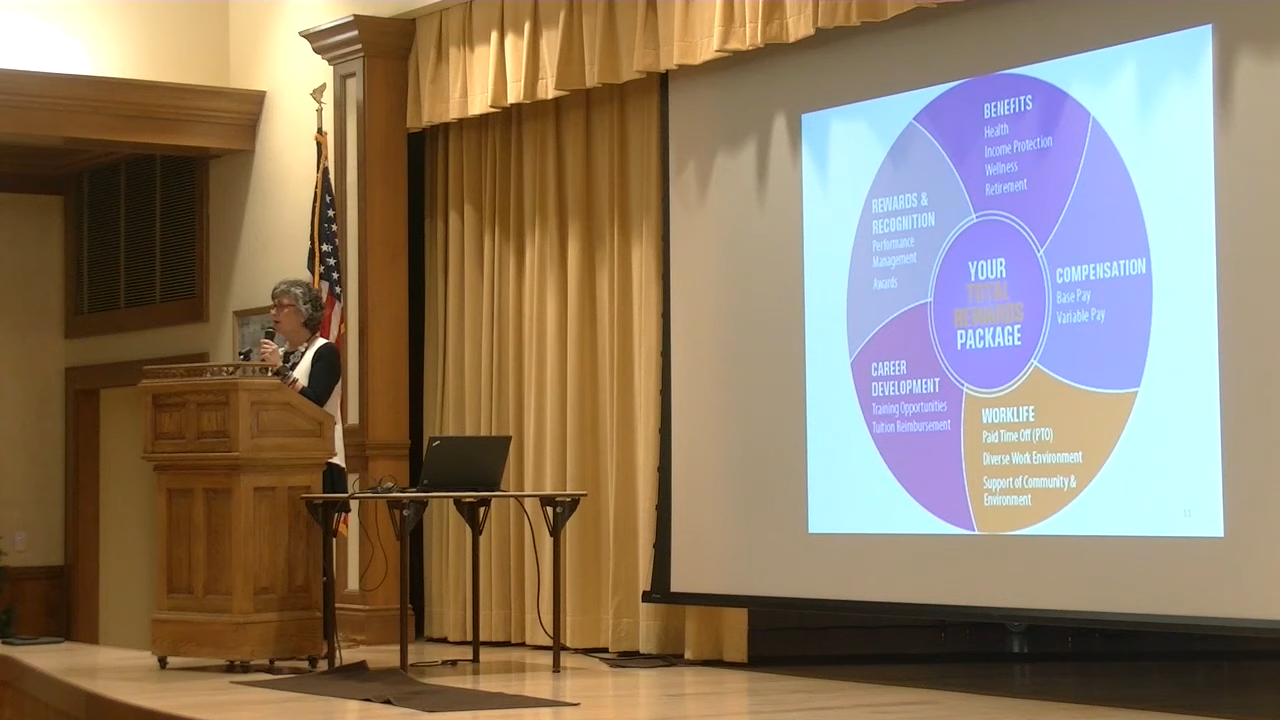 BENEFITS
Health
Income Protection
Wellness
Retirement
REWARDS &
RECOGNITION
Performance
Management
Awards
YOUR
TOTAL
REWARDS
PACKAGE
COMPENSATION
Base Pay
Variable Pay
CAREER
DEVELOPMENT
Training Opportunities
Tuition Reimbursement
WORKLIFE
Paid Time Off (PTO)
Diverse Work Environment
Support of Community &
Environment
11